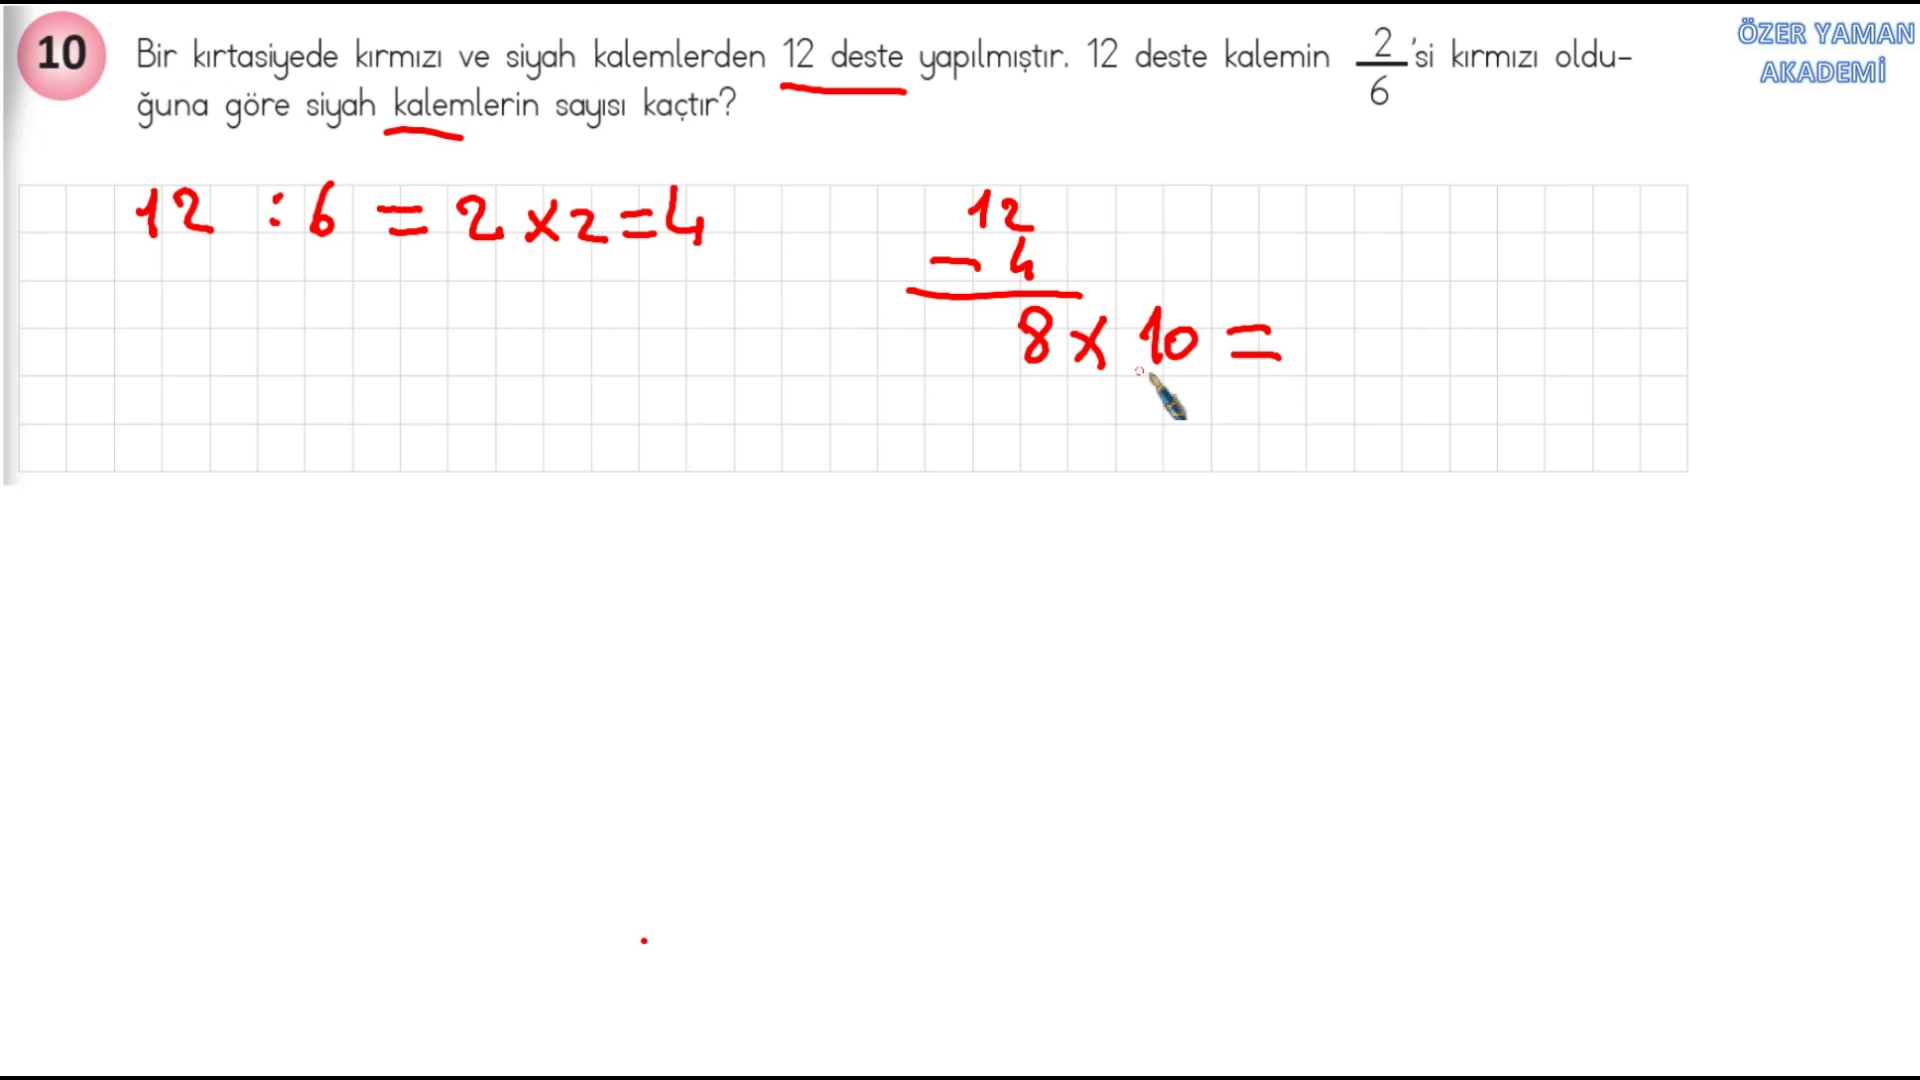 10 Bir kırtasiyede kırmızı ve siyah kalemlerden 12 deste yapılmıştır. 12 deste kalemin 2/6'si kırmızı oldu-
ğuna göre siyah kalemlerin sayısı kaçtır?
ÖZER YAMAN
AKADEMİ
12 : 6 = 2 x 2 = 4
12
- 4
8 x 10 =